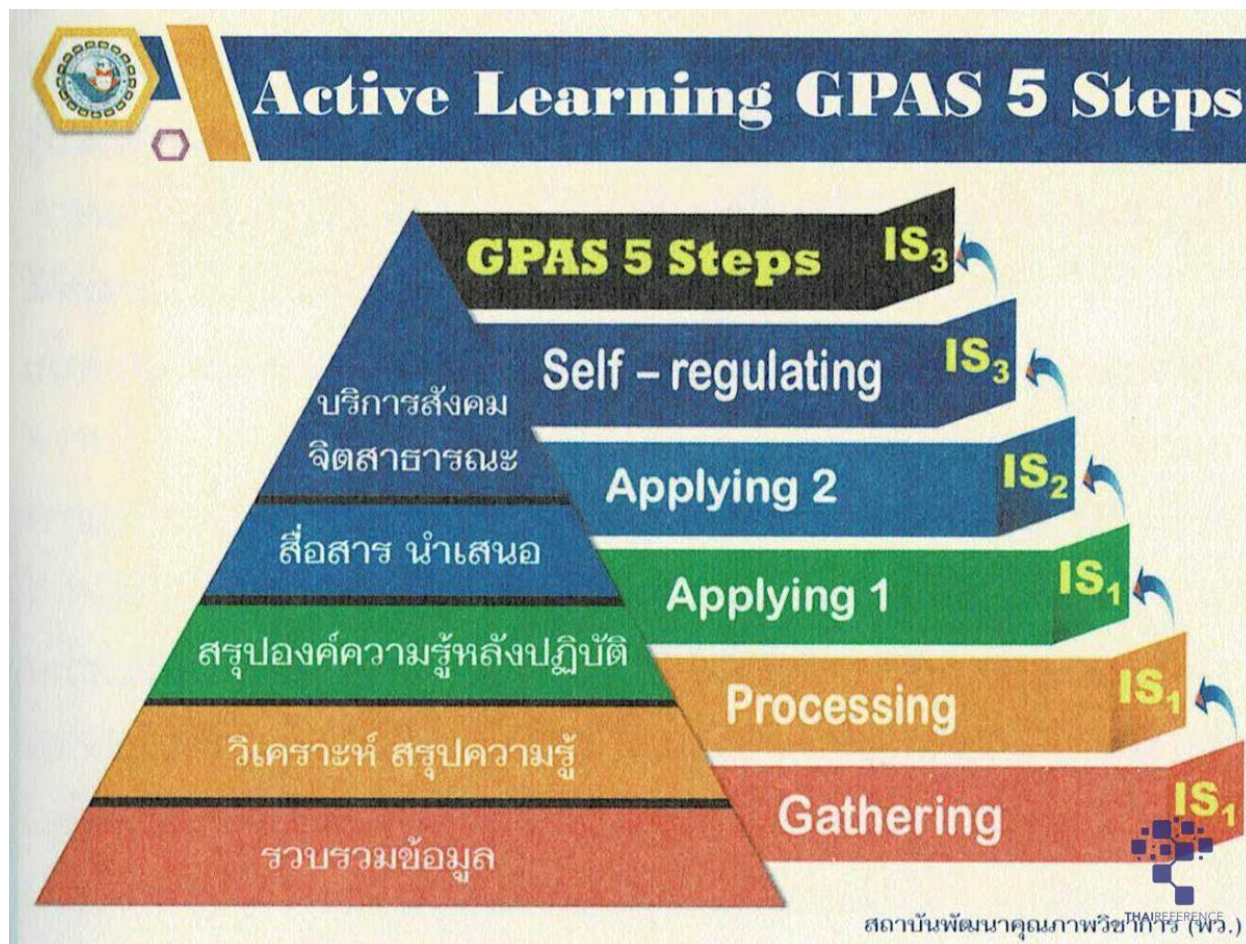 Active Learning GPAS 5 Steps
GPAS 5 Steps
IS3
Self – regulating
IS3
บริการสังคม
จิตสาธารณะ
Applying 2
IS2
สื่อสาร นำเสนอ
Applying 1
IS1
สรุปองค์ความรู้หลังปฏิบัติ
Processing
IS1
วิเคราะห์ สรุปความรู้
Gathering
IS1
รวบรวมข้อมูล
THAIREFERENCE
สถาบันพัฒนาคุณภาพวิชาการ (พว.)